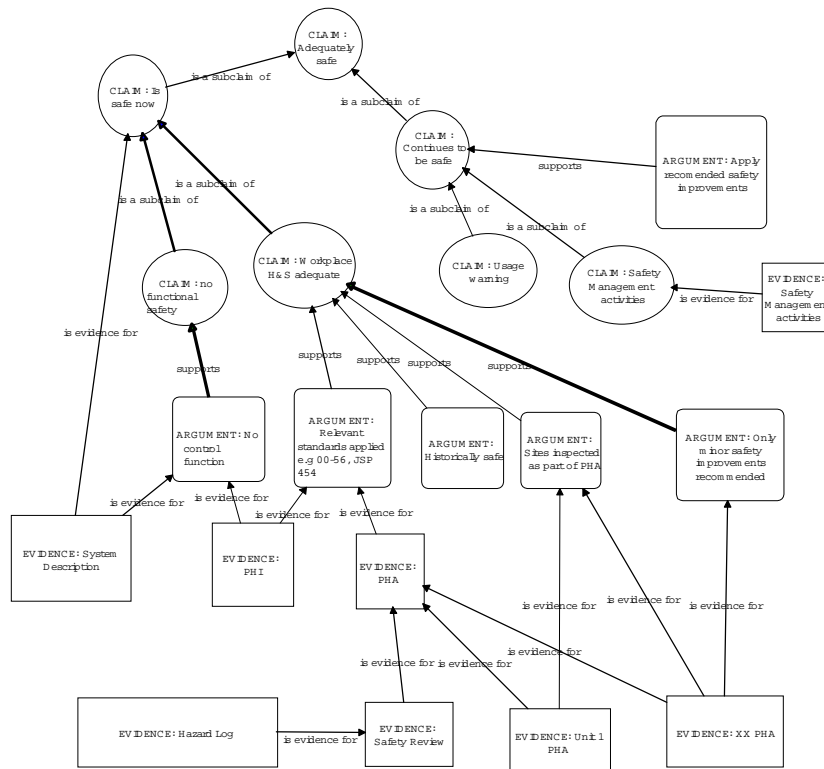 CLAIM:
Adequately
safe
CLAIM: Is
safe now
is a subclaim of
is a subclaim of
CLAIM:
Continues to
be safe
supports
ARGUMENT: Apply
recomended safety
improvements
is a subclaim of
is a subclaim of
is a subclaim of
is a subclaim of
CLAIM: no
functional
safety
CLAIM: Workplace
H&S adequate
CLAIM: Usage
warning
CLAIM: Safety
Management
activities
is evidence for
EVIDENCE:
Safety
Management
activities
is evidence for
supports
supports
supports
supports
supports
ARGUMENT: No
control
function
ARGUMENT:
Relevant
standards applied
e.g 00-56, JSP
454
ARGUMENT:
Historically safe
ARGUMENT:
Sites inspected
as part of PHA
ARGUMENT: Only
minor safety
improvements
recommended
is evidence for
is evidence for
is evidence for
is evidence for
EVIDENCE: System
Description
EVIDENCE:
PHI
EVIDENCE:
PHA
is evidence for
is evidence for
is evidence for
is evidence for
is evidence for
EVIDENCE: Hazard Log
is evidence for
EVIDENCE:
Safety Review
EVIDENCE: Unit 1
PHA
EVIDENCE: XX PHA